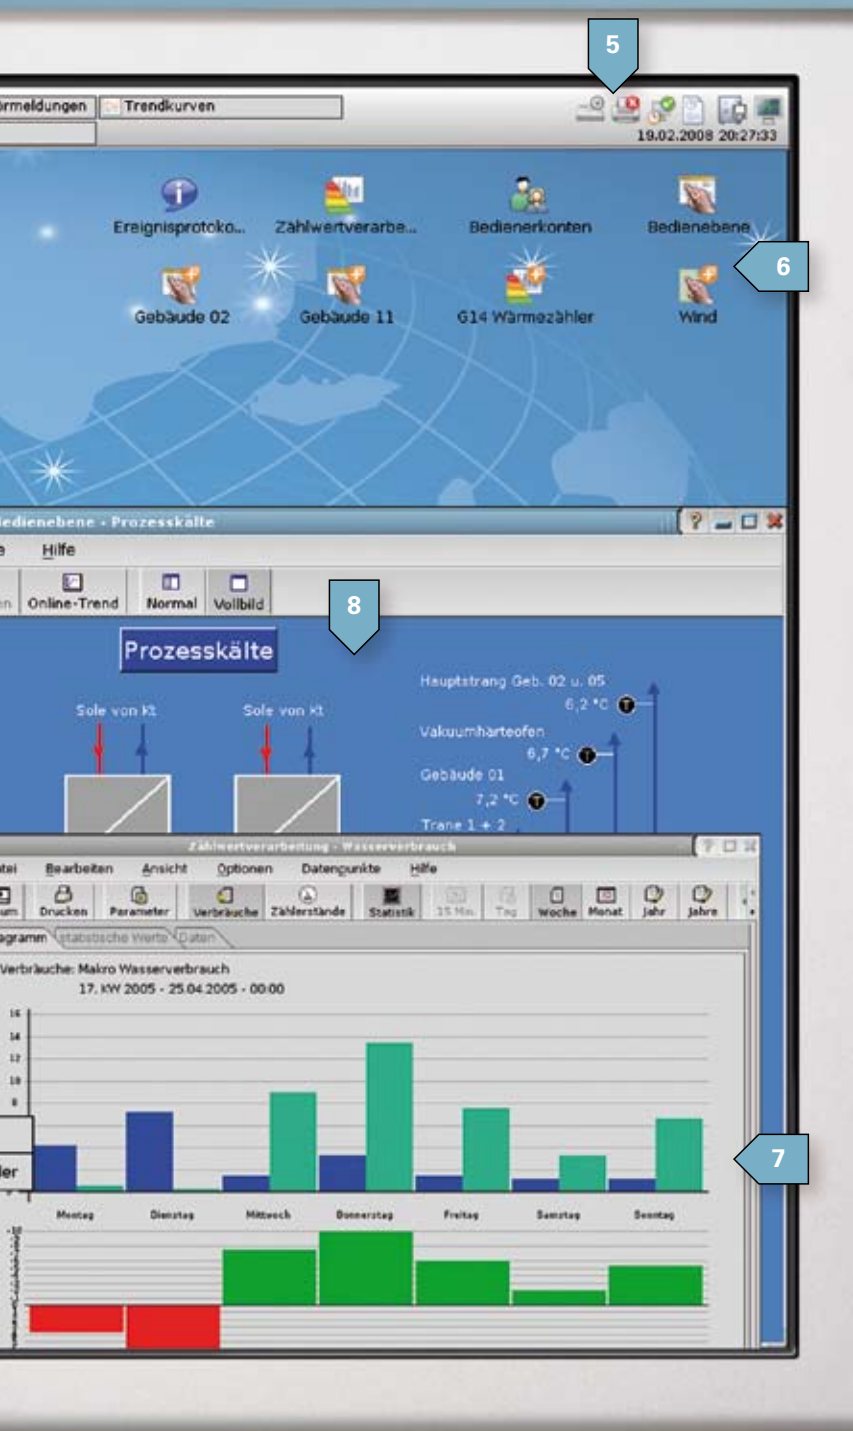 5
rmeldungen Trendkurven
19.02.2008 20:27:33
Ereignisprotoko... Zählwertverarbe... Bedienerkonten Bedienebene
6
Gebäude 02 Gebäude 11 G14 Wärmezähler Wind
Bedienebene - Prozesskälte ?
e Hilfe
en Online-Trend Normal Vollbild
8
Prozesskälte
Hauptstrang Geb. 02 u. 05
6,2 °C T
Sole von Kt Sole von Kt
Vakuumhärteofen
6,7 °C T
Gebäude 01
7,2 °C T
Trane 1 + 2
Zählwertverarbeitung - Wasserverbrauch ?
tei Bearbeiten Ansicht Optionen Datenpunkte Hilfe
um Drucken Parameter Verbräuche Zählerstände Statistik 15 Min. Tag Woche Monat Jahr Jahre
agramm statistische Werte Daten
Verbräuche: Makro Wasserverbrauch
17. KW 2005 - 25.04.2005 - 00:00
16
14
12
10
8
ler
7
Montag Dienstag Mittwoch Donnerstag Freitag Samstag Sonntag